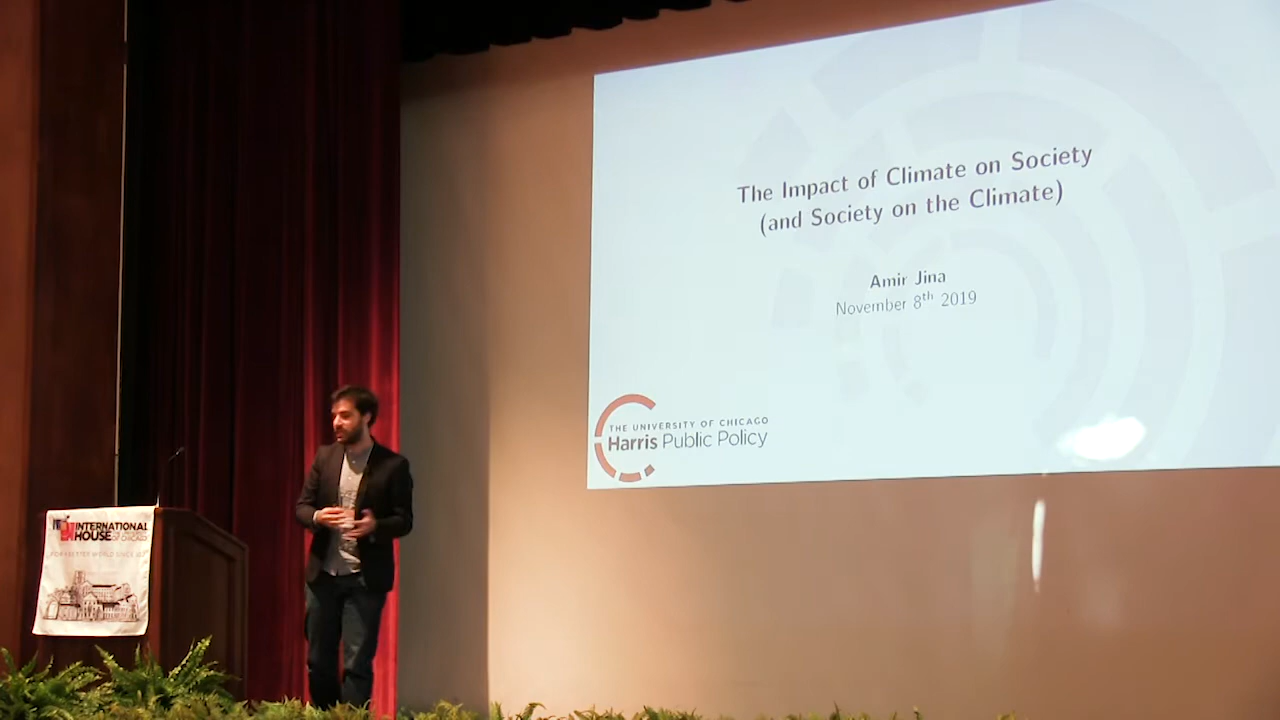 The Impact of Climate on Society
(and Society on the Climate)
Amir Jina
November 8th 2019
THE UNIVERSITY OF CHICAGO
Harris Public Policy
INTERNATIONAL
HOUSE